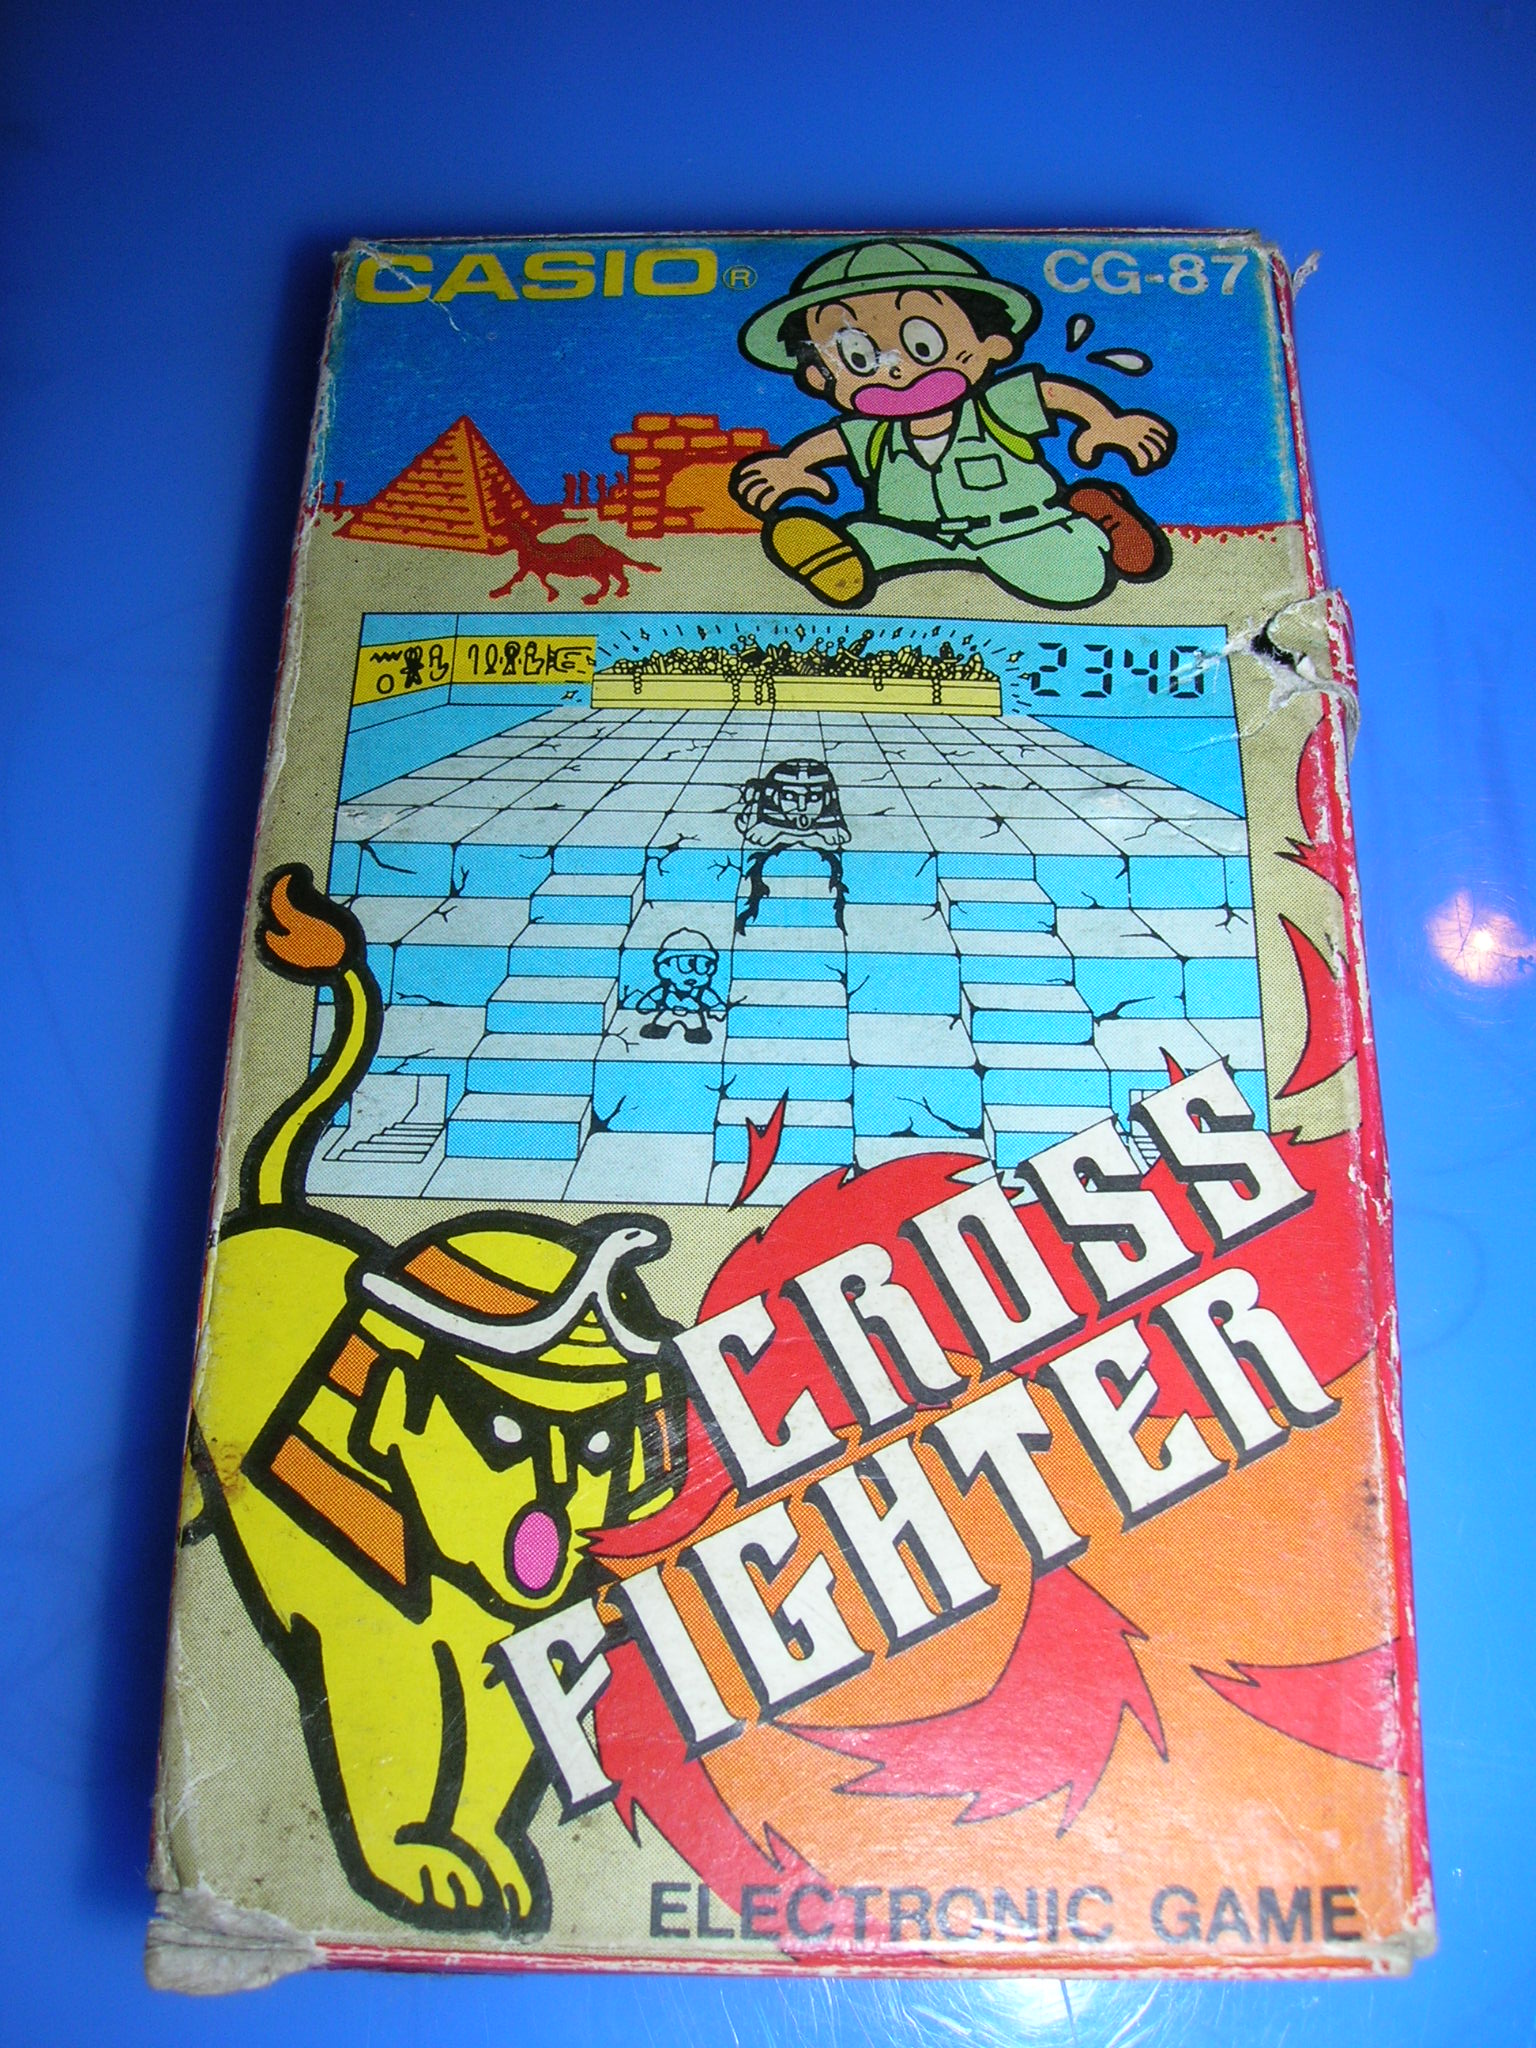 CASIO®
CG-87
2340
CROSS
FIGHTER
ELECTRONIC GAME